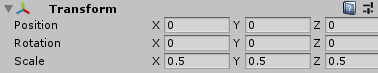 Transform
Position X 0 Y 0 Z 0
Rotation X 0 Y 0 Z 0
Scale X 0.5 Y 0.5 Z 0.5